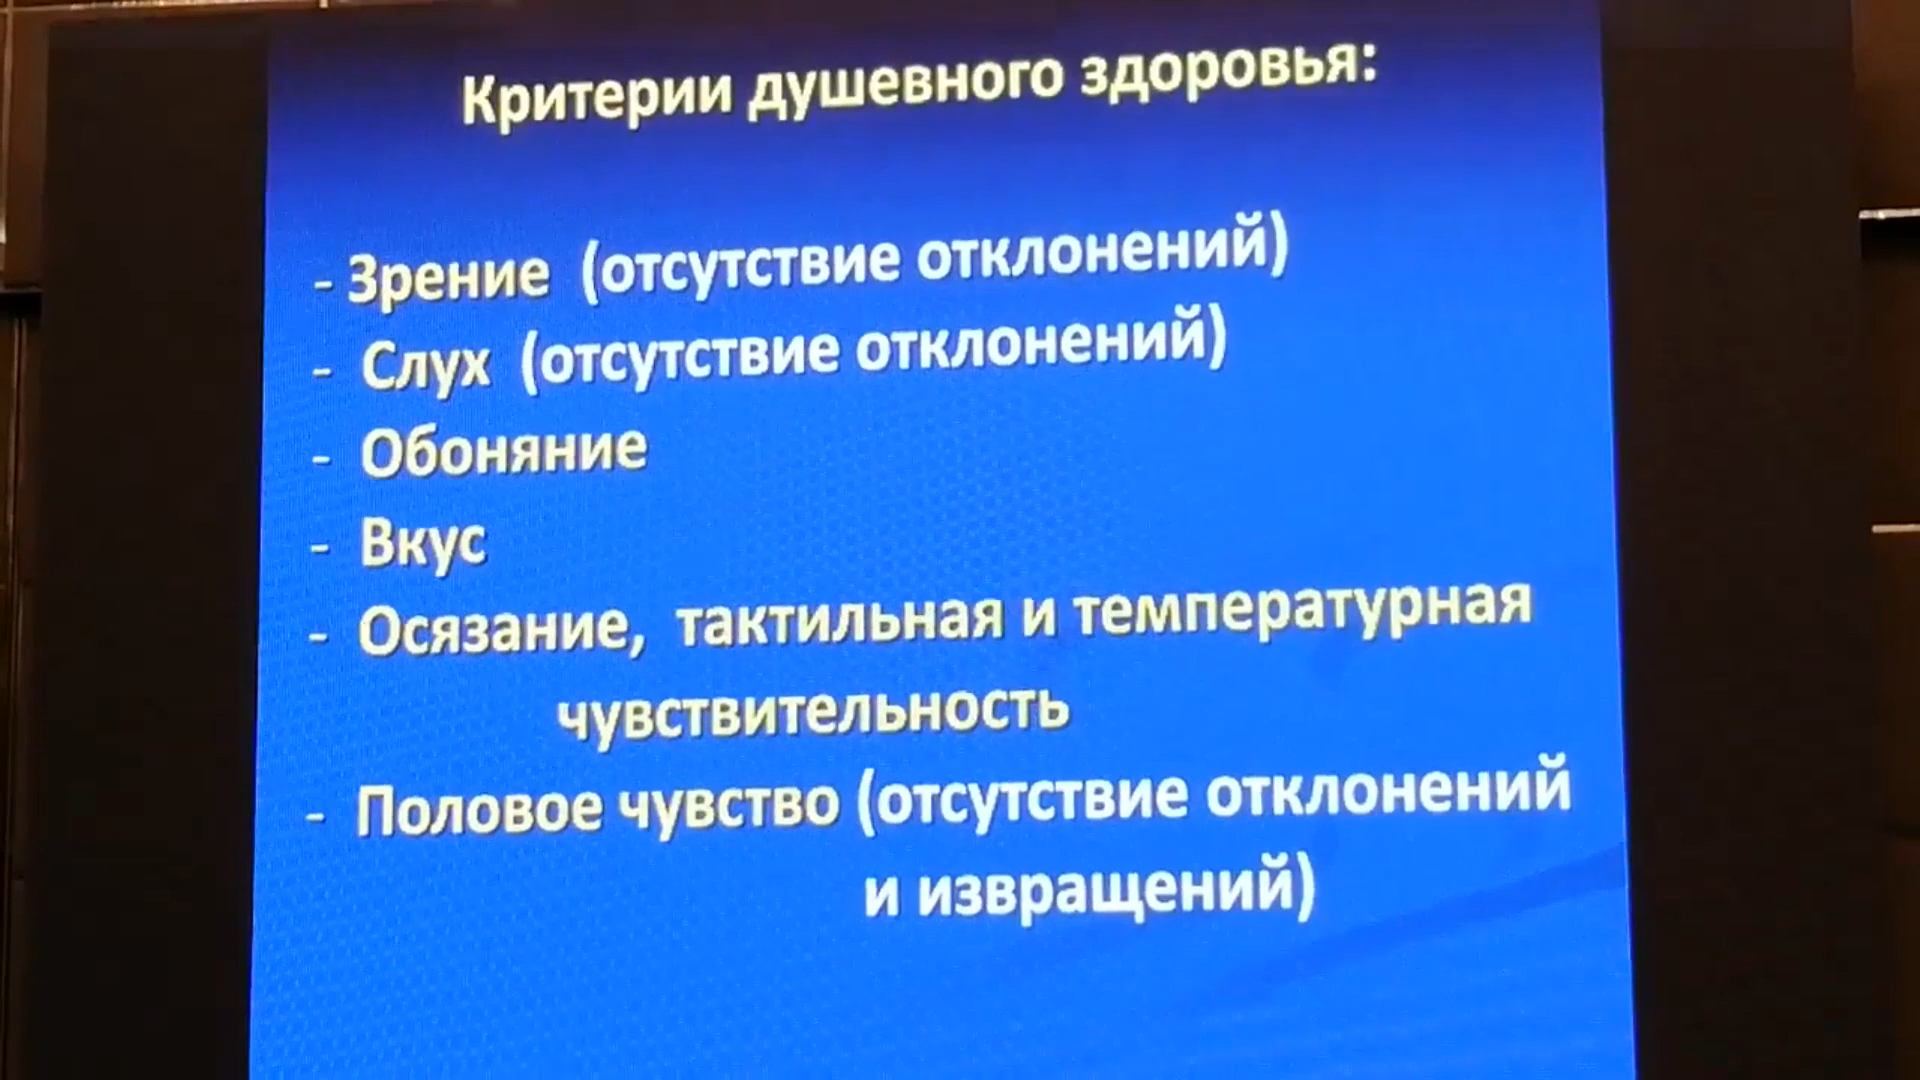 Критерии душевного здоровья:
- Зрение (отсутствие отклонений)
- Слух (отсутствие отклонений)
- Обоняние
- Вкус
- Осязание, тактильная и температурная
чувствительность
- Половое чувство (отсутствие отклонений
и извращений)